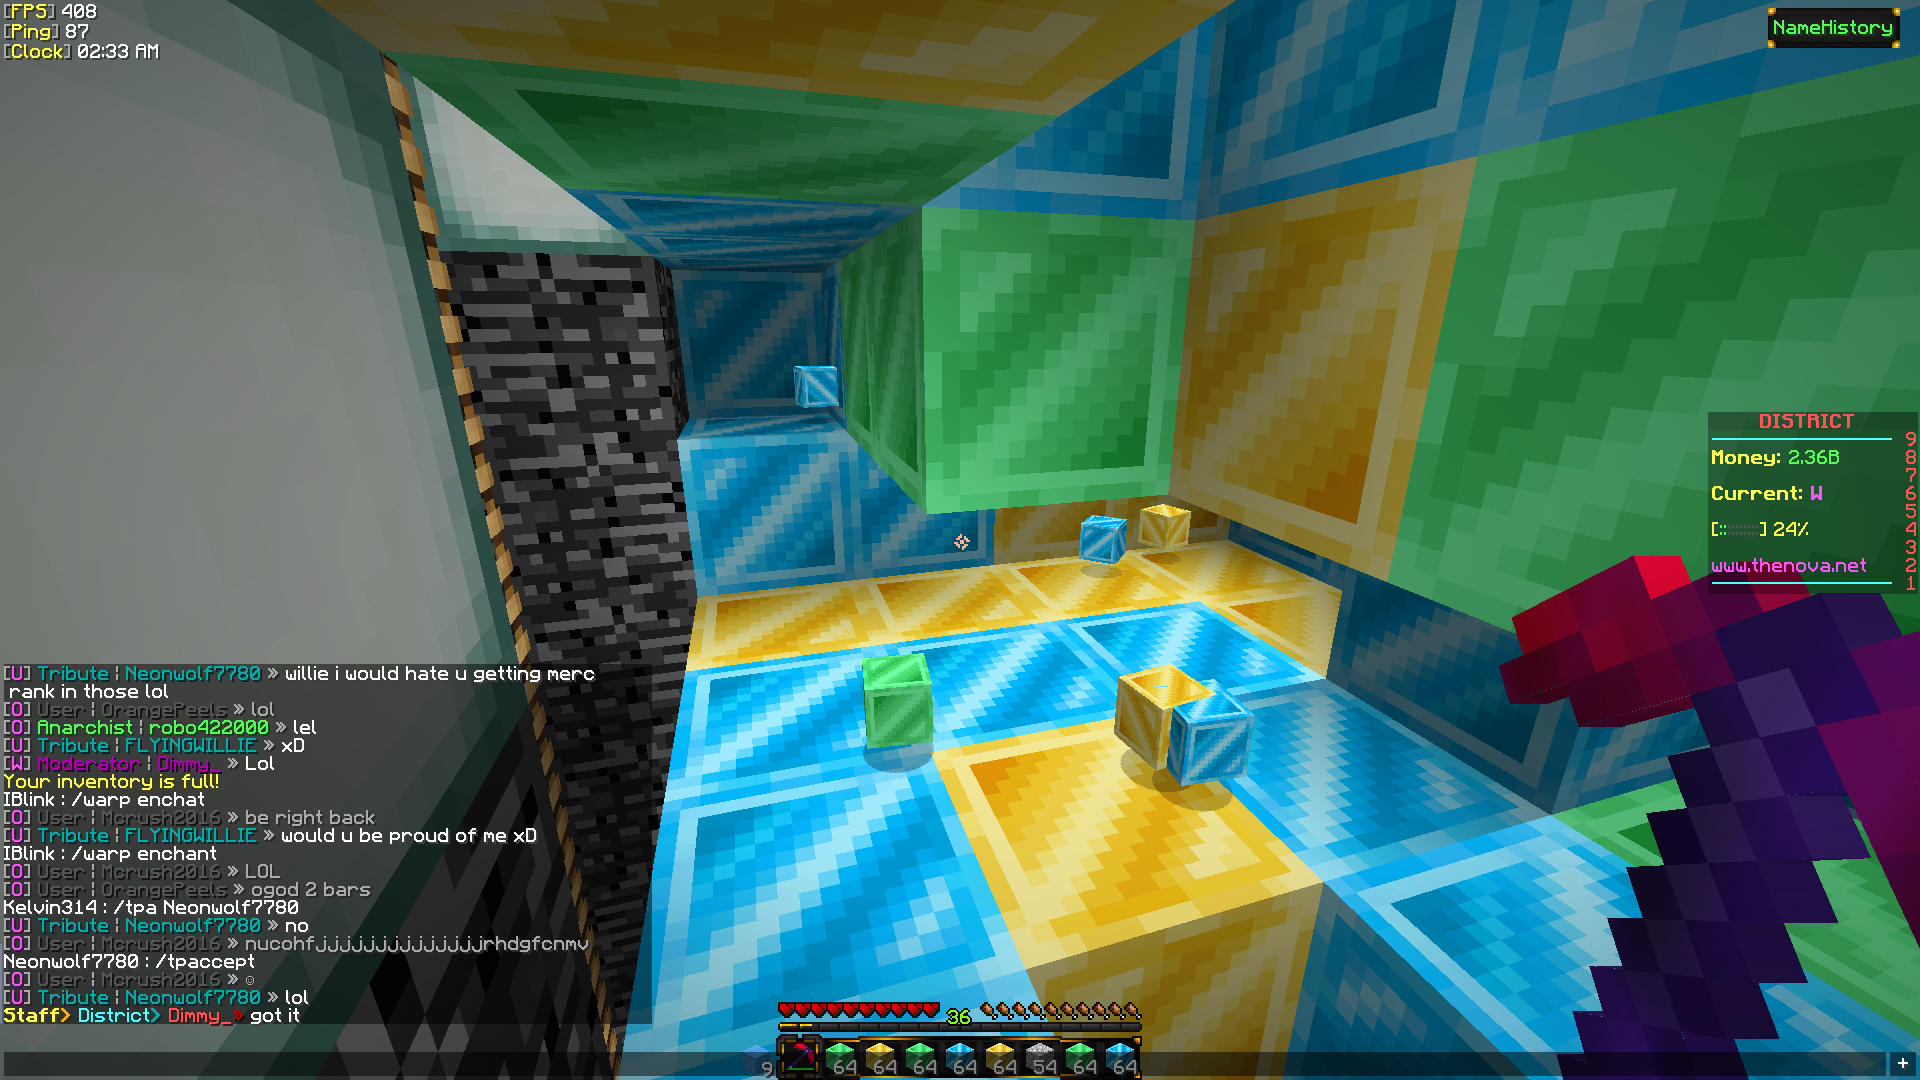 [FPS] 408
[Ping] 87
[Clock] 02:33 AM
NameHistory
DISTRICT
9
Money: 2.36B 8
7
Current: W 6
5
[::::::::::] 24% 4
3
www.thenova.net 2
1
[U] Tribute ¦ Neonwolf7780 » willie i would hate u getting merc
rank in those lol
[O] User ¦ OrangePeels » lol
[O] Anarchist ¦ robo422000 » lel
[U] Tribute ¦ FLYINGWILLIE » xD
[W] Moderator ¦ Dimmy_ » Lol
Your inventory is full!
IBlink : /warp enchat
[O] User ¦ Mcrush2016 » be right back
[U] Tribute ¦ FLYINGWILLIE » would u be proud of me xD
IBlink : /warp enchant
[O] User ¦ Mcrush2016 » LOL
[O] User ¦ OrangePeels » ogod 2 bars
Kelvin314 : /tpa Neonwolf7780
[U] Tribute ¦ Neonwolf7780 » no
[O] User ¦ Mcrush2016 » nucohfjjjjjjjjjjjjjjjrhdgfcnmv
Neonwolf7780 : /tpaccept
[O] User ¦ Mcrush2016 » ☺
[U] Tribute ¦ Neonwolf7780 » lol
Staff> District> Dimmy_» got it
36
9 64 64 64 64 64 54 64 64
+